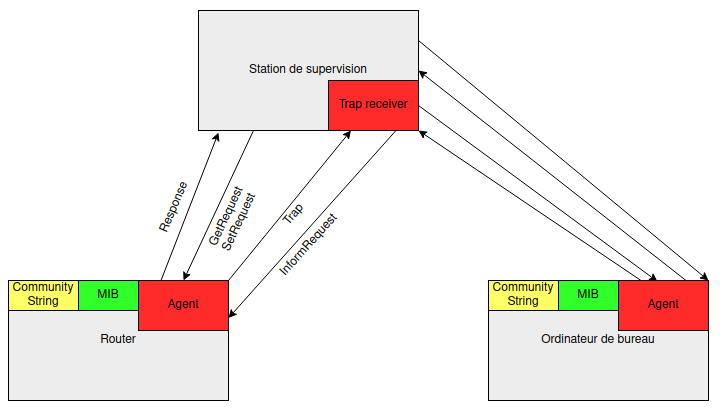 Station de supervision
Trap receiver
Response
GetRequest
SetRequest
Trap
InformRequest
Community
String
MIB
Agent
Router
Community
String
MIB
Agent
Ordinateur de bureau